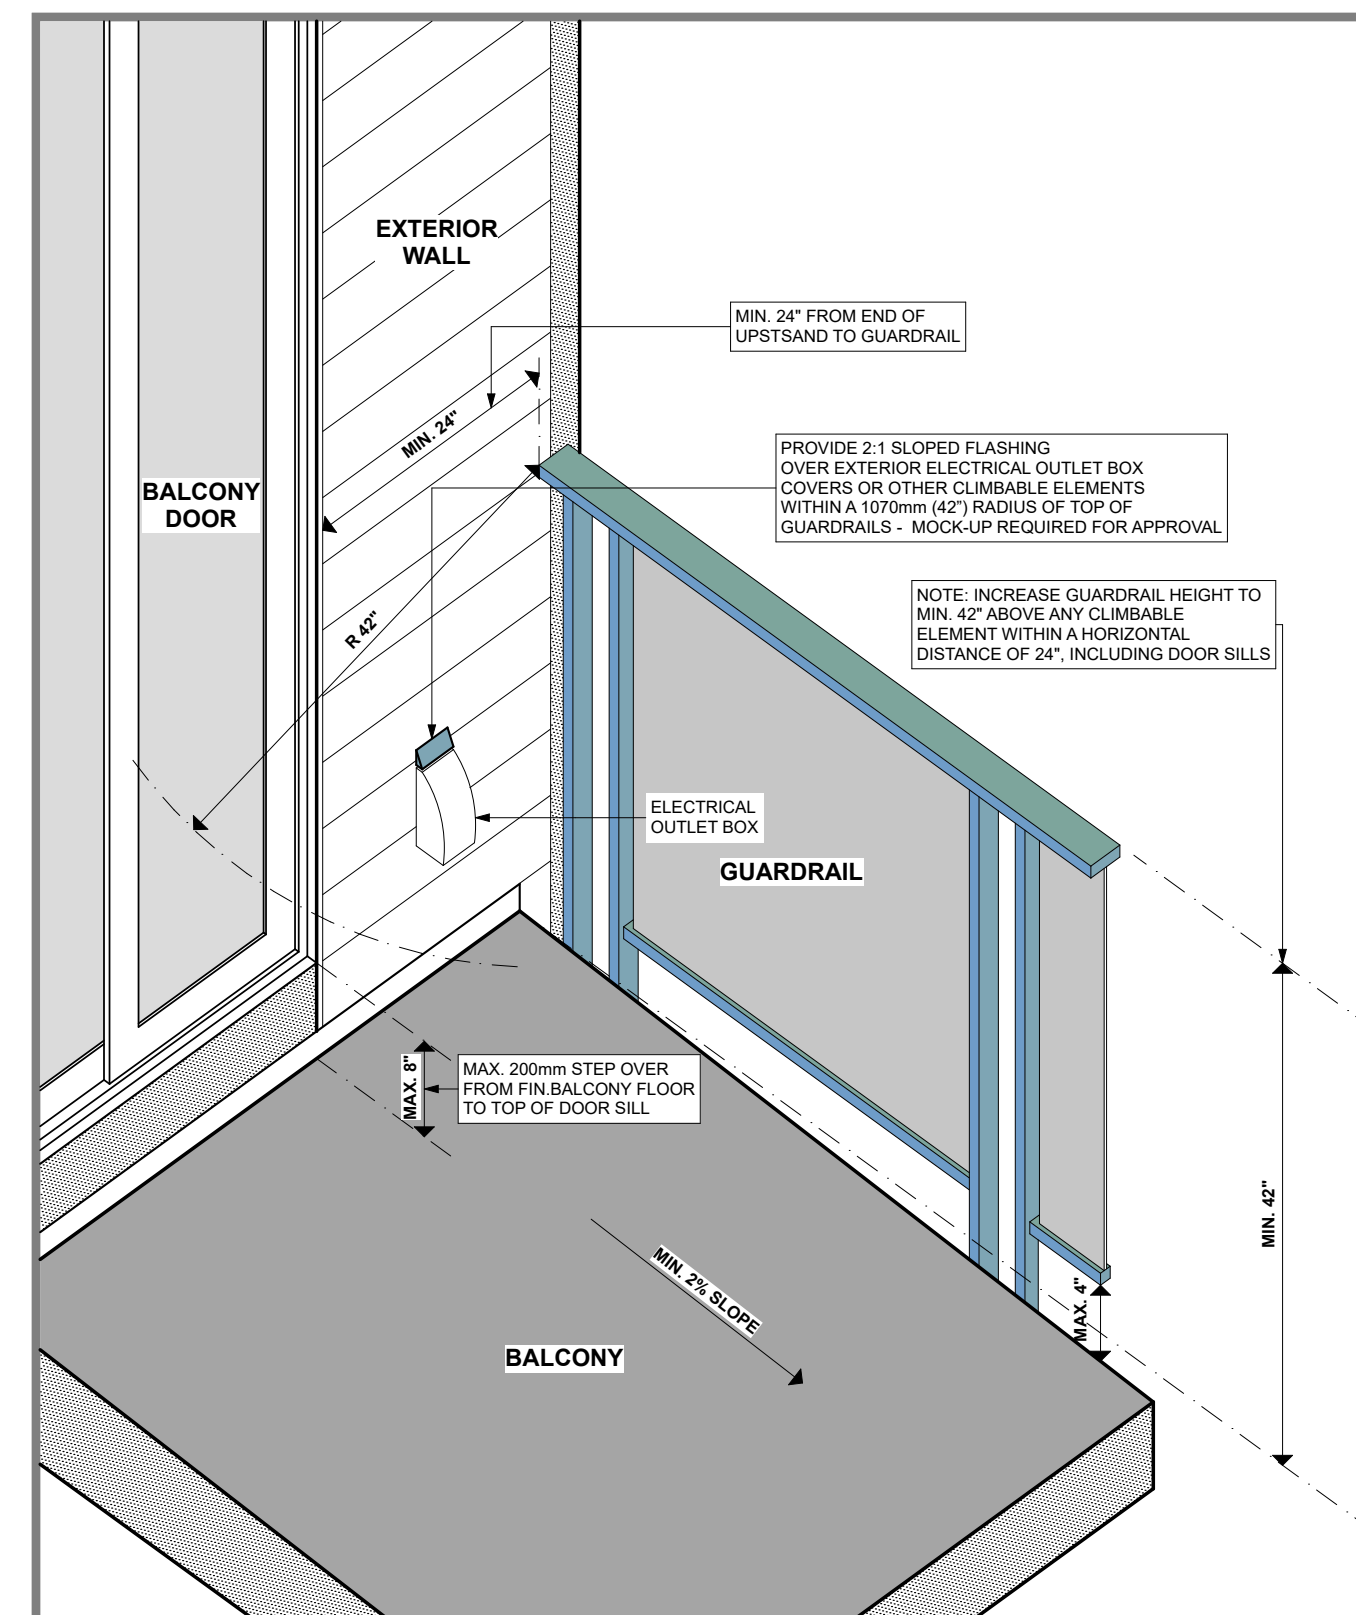 EXTERIOR
WALL
MIN. 24" FROM END OF
UPSTSAND TO GUARDRAIL
MIN. 24"
PROVIDE 2:1 SLOPED FLASHING
OVER EXTERIOR ELECTRICAL OUTLET BOX
COVERS OR OTHER CLIMBABLE ELEMENTS
WITHIN A 1070mm (42”) RADIUS OF TOP OF
GUARDRAILS - MOCK-UP REQUIRED FOR APPROVAL
BALCONY
DOOR
NOTE: INCREASE GUARDRAIL HEIGHT TO
MIN. 42" ABOVE ANY CLIMBABLE
ELEMENT WITHIN A HORIZONTAL
DISTANCE OF 24", INCLUDING DOOR SILLS
R 42"
ELECTRICAL
OUTLET BOX
GUARDRAIL
MAX. 8"
MAX. 200mm STEP OVER
FROM FIN.BALCONY FLOOR
TO TOP OF DOOR SILL
MIN. 42"
MIN. 2% SLOPE
MAX. 4"
BALCONY